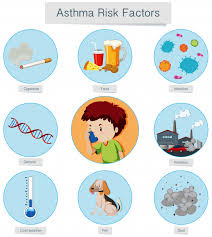 Asthma Risk Factors
Cigarette
Food
Infection
Genetic
Pollution
Cold weather
Pet
Dust